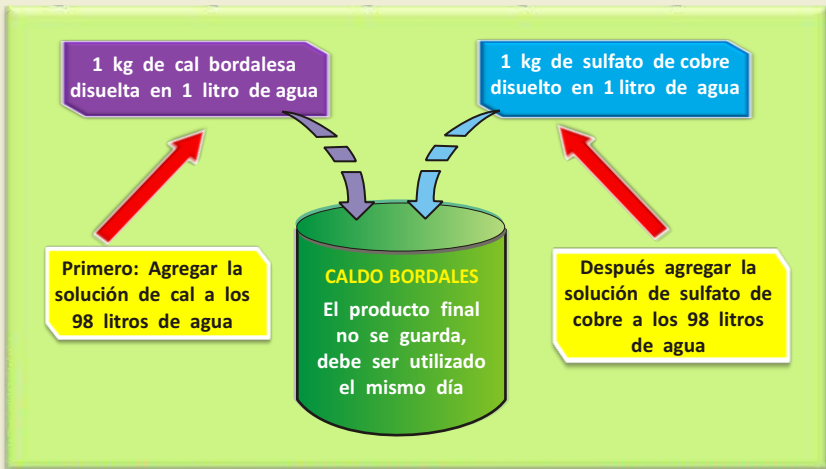 1 kg de cal bordalesa
disuelta en 1 litro de agua
1 kg de sulfato de cobre
disuelto en 1 litro de agua
Primero: Agregar la
solución de cal a los
98 litros de agua
CALDO BORDALES
El producto final
no se guarda,
debe ser utilizado
el mismo día
Después agregar la
solución de sulfato de
cobre a los 98 litros
de agua